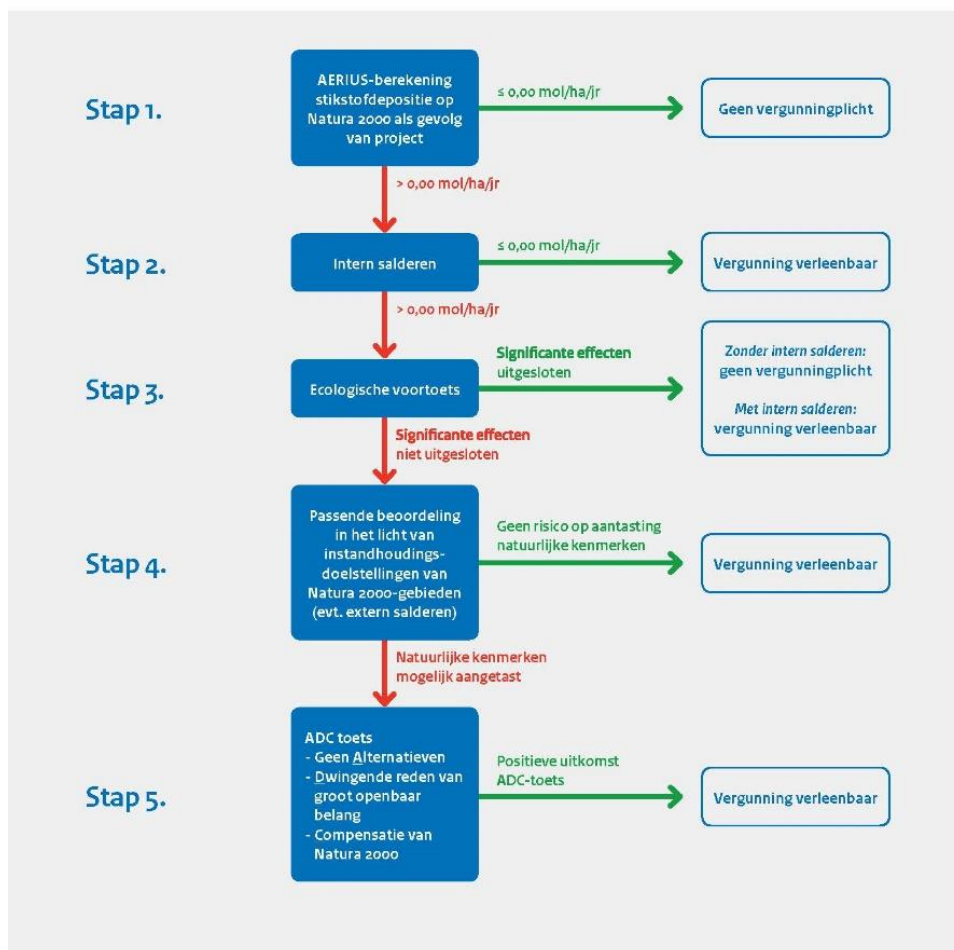 Stap 1.
AERIUS-berekening
stikstofdepositie op
Natura 2000 als gevolg
van project
≤ 0,00 mol/ha/jr
Geen vergunningplicht
> 0,00 mol/ha/jr
Stap 2.
Intern salderen
≤ 0,00 mol/ha/jr
Vergunning verleenbaar
> 0,00 mol/ha/jr
Stap 3.
Ecologische voortoets
Significante effecten
uitgesloten
Zonder intern salderen:
geen vergunningplicht
Met intern salderen:
vergunning verleenbaar
Significante effecten
niet uitgesloten
Stap 4.
Passende beoordeling
in het licht van
instandhoudings-
doelstellingen van
Natura 2000-gebieden
(evt. extern salderen)
Geen risico op aantasting
natuurlijke kenmerken
Vergunning verleenbaar
Natuurlijke kenmerken
mogelijk aangetast
Stap 5.
ADC toets
- Geen Alternatieven
- Dwingende reden van
groot openbaar
belang
- Compensatie van
Natura 2000
Positieve uitkomst
ADC-toets
Vergunning verleenbaar